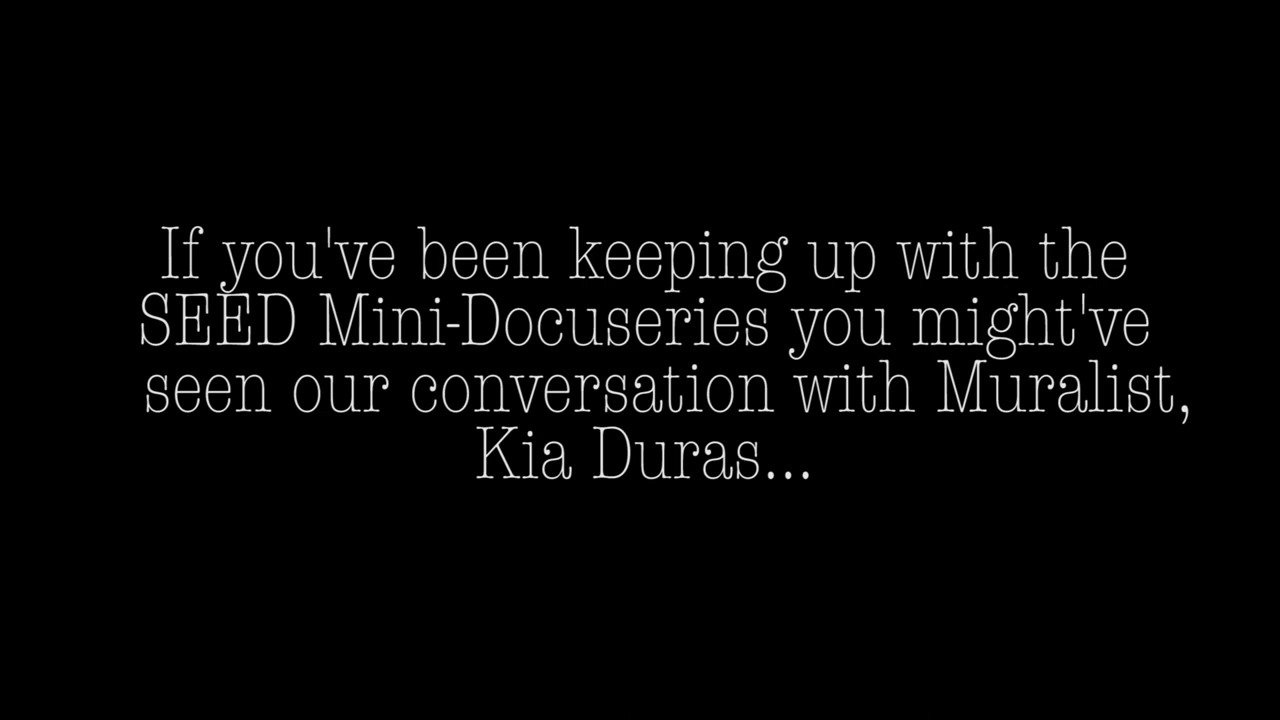 If you've been keeping up with the
SEED Mini-Docuseries you might've
seen our conversation with Muralist,
Kia Duras...